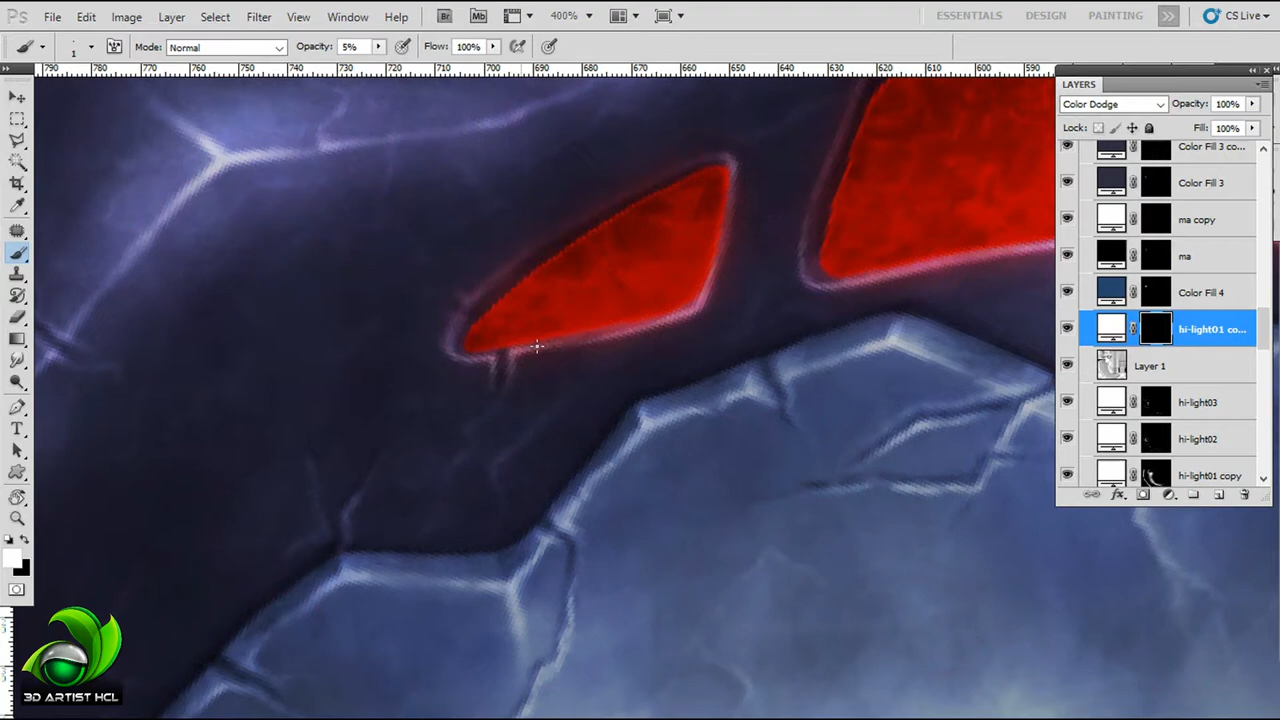 Ps File Edit Image Layer Select Filter View Window Help Br Mb 400% ESSENTIALS DESIGN PAINTING CS Live
1 Mode: Normal Opacity: 5% Flow: 100%
790 780 770 760 750 740 730 720 710 700 690 680 670 660 650 640 630 620 610 600 590
LAYERS
Color Dodge Opacity: 100%
Lock: Fill: 100%
Color Fill 3 co...
Color Fill 3
ma copy
ma
Color Fill 4
hi-light01 co...
Layer 1
hi-light03
hi-light02
hi-light01 copy
fx
T
3D ARTIST HCL